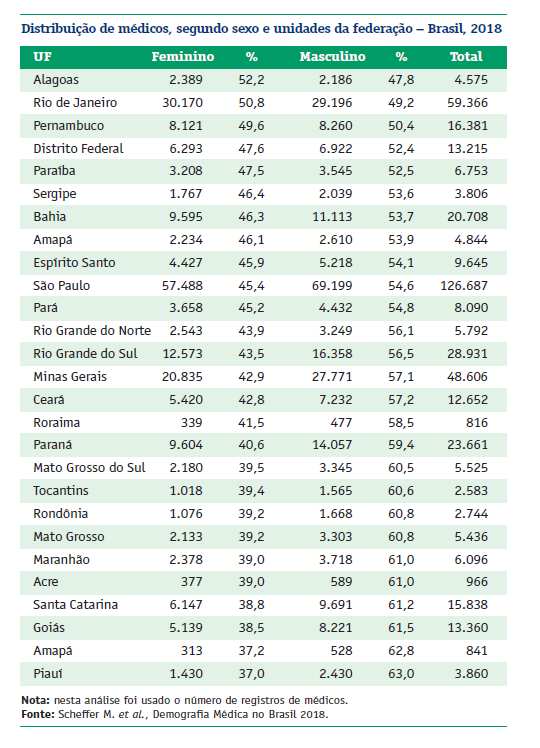 Distribuição de médicos, segundo sexo e unidades da federação – Brasil, 2018
UF Feminino % Masculino % Total
Alagoas 2.389 52,2 2.186 47,8 4.575
Rio de Janeiro 30.170 50,8 29.196 49,2 59.366
Pernambuco 8.121 49,6 8.260 50,4 16.381
Distrito Federal 6.293 47,6 6.922 52,4 13.215
Paraíba 3.208 47,5 3.545 52,5 6.753
Sergipe 1.767 46,4 2.039 53,6 3.806
Bahia 9.595 46,3 11.113 53,7 20.708
Amapá 2.234 46,1 2.610 53,9 4.844
Espírito Santo 4.427 45,9 5.218 54,1 9.645
São Paulo 57.488 45,4 69.199 54,6 126.687
Pará 3.658 45,2 4.432 54,8 8.090
Rio Grande do Norte 2.543 43,9 3.249 56,1 5.792
Rio Grande do Sul 12.573 43,5 16.358 56,5 28.931
Minas Gerais 20.835 42,9 27.771 57,1 48.606
Ceará 5.420 42,8 7.232 57,2 12.652
Roraima 339 41,5 477 58,5 816
Paraná 9.604 40,6 14.057 59,4 23.661
Mato Grosso do Sul 2.180 39,5 3.345 60,5 5.525
Tocantins 1.018 39,4 1.565 60,6 2.583
Rondônia 1.076 39,2 1.668 60,8 2.744
Mato Grosso 2.133 39,2 3.303 60,8 5.436
Maranhão 2.378 39,0 3.718 61,0 6.096
Acre 377 39,0 589 61,0 966
Santa Catarina 6.147 38,8 9.691 61,2 15.838
Goiás 5.139 38,5 8.221 61,5 13.360
Amapá 313 37,2 528 62,8 841
Piauí 1.430 37,0 2.430 63,0 3.860
Nota: nesta análise foi usado o número de registros de médicos.
Fonte: Scheffer M. et al., Demografia Médica no Brasil 2018.